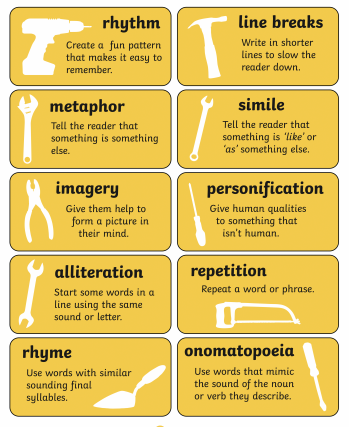 rhythm
Create a fun pattern
that makes it easy to
remember.
line breaks
Write in shorter
lines to slow the
reader down.
metaphor
Tell the reader that
something is something
else.
simile
Tell the reader that
something is 'like' or
'as' something else.
imagery
Give them help to
form a picture in
their mind.
personification
Give human qualities
to something that
isn't human.
alliteration
Start some words in a
line using the same
sound or letter.
repetition
Repeat a word or phrase.
rhyme
Use words with similar
sounding final
syllables.
onomatopoeia
Use words that mimic
the sound of the noun
or verb they describe.